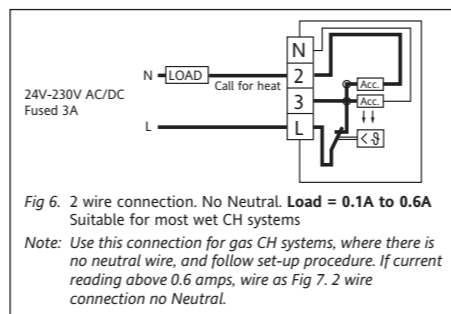 N
N
LOAD
2
Acc.
Call for heat
24V-230V AC/DC
3
Acc.
Fused 3A
L
L
< ϑ
Fig 6. 2 wire connection. No Neutral. Load = 0.1A to 0.6A
Suitable for most wet CH systems
Note: Use this connection for gas CH systems, where there is
no neutral wire, and follow set-up procedure. If current
reading above 0.6 amps, wire as Fig 7. 2 wire
connection no Neutral.